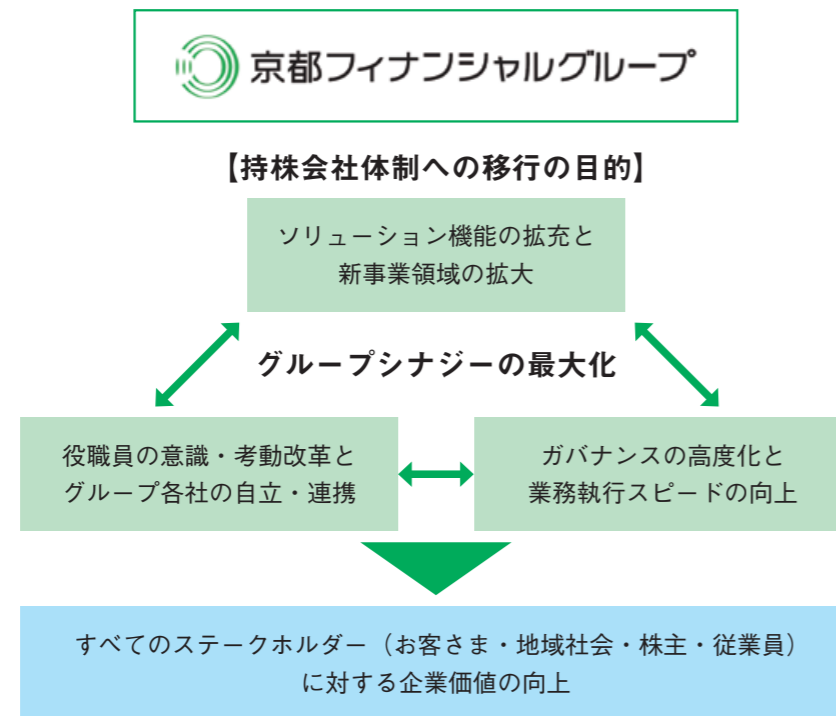 京都フィナンシャルグループ
【持株会社体制への移行の目的】
ソリューション機能の拡充と
新事業領域の拡大
グループシナジーの最大化
役職員の意識・考動改革と
グループ各社の自立・連携
ガバナンスの高度化と
業務執行スピードの向上
すべてのステークホルダー（お客さま・地域社会・株主・従業員）
に対する企業価値の向上